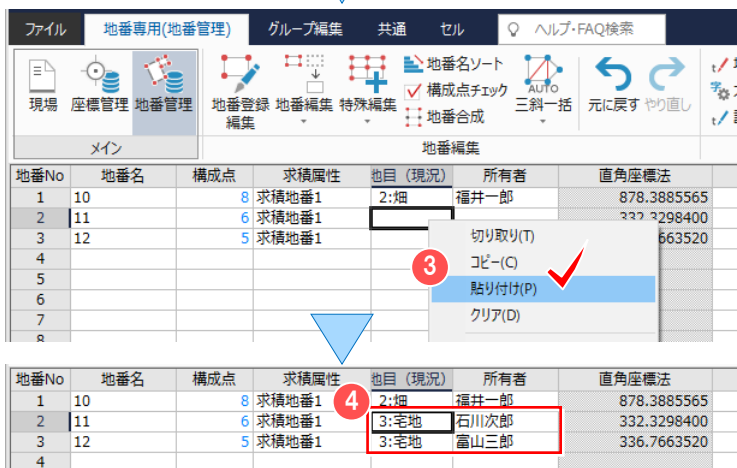 ファイル 地番専用(地番管理) グループ編集 共通 セル ヘルプ・FAQ検索
現場 座標管理 地番管理 地番登録編集 地番編集 特殊編集 地番名ソート 構成点チェック 地番合成 AUTO 三斜一括 元に戻す やり直し
メイン 地番編集
地番No 地番名 構成点 求積属性 地目（現況） 所有者 直角座標法
1 10 8 求積地番1 2:畑 福井一郎 878.3885565
2 11 6 求積地番1 332.3298400
3 12 5 求積地番1 663520
4
5
6
7
8
切り取り(T)
3 コピー(C)
貼り付け(P)
クリア(D)
地番No 地番名 構成点 求積属性 地目（現況） 所有者 直角座標法
1 10 8 求積地番1 2:畑 福井一郎 878.3885565
4
2 11 6 求積地番1 3:宅地 石川次郎 332.3298400
3 12 5 求積地番1 3:宅地 富山三郎 336.7663520
4